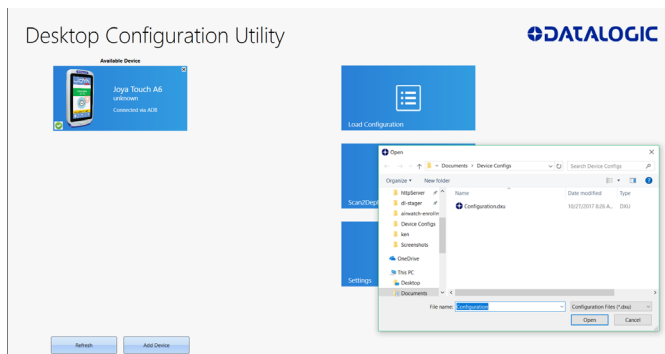 Desktop Configuration Utility
DATALOGIC
Available Device
Joya Touch A6
unknown
Connected via ADB
Load Configuration
Scan2Depl
Settings
Open
Documents > Device Configs
Search Device Configs
Organize
New folder
httpServer
dl-stager
airwatch-enrollm
Device Configs
ken
Screenshots
OneDrive
This PC
Desktop
Documents
Name
Date modified
Type
Configuration.dxu
10/27/2017 8:26 A...
DXU
File name:
Configuration
Configuration Files (*.dxu)
Open
Cancel
Refresh
Add Device